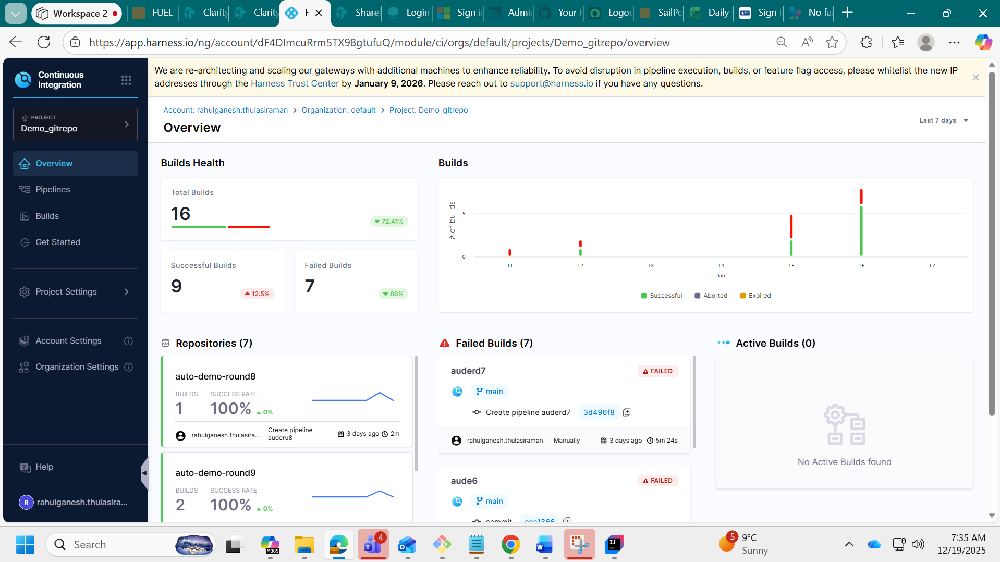 Workspace 2
FUEL
Clarity
Clarity
H
Share
Login
Sign i
Admi
Your
Logo
SailPo
Daily
CSB
Sign I
No fa
https://app.harness.io/ng/account/dF4DImcuRrm5TX98gtufuQ/module/ci/orgs/default/projects/Demo_gitrepo/overview
Continuous
Integration
PROJECT
Demo_gitrepo
Overview
Pipelines
Builds
Get Started
Project Settings
Account Settings
Organization Settings
Help
R
rahulganesh.thulasira...
We are re-architecting and scaling our gateways with additional machines to enhance reliability. To avoid disruption in pipeline execution, builds, or feature flag access, please whitelist the new IP
addresses through the Harness Trust Center by January 9, 2026. Please reach out to support@harness.io if you have any questions.
Account: rahulganesh.thulasiraman > Organization: default > Project: Demo_gitrepo
Overview
Last 7 days
Builds Health
Total Builds
16
72.41%
Successful Builds
9
12.5%
Failed Builds
7
86%
Builds
# of builds
5
0
11 12 13 14 15 16 17
Date
Successful Aborted Expired
Repositories (7)
auto-demo-round8
BUILDS SUCCESS RATE
1 100% 0%
rahulganesh.thulasira...
Create pipeline
auderu8
3 days ago 2m
auto-demo-round9
BUILDS SUCCESS RATE
2 100% 0%
Failed Builds (7)
auderd7
FAILED
main
Create pipeline auderd7 3d496f8
rahulganesh.thulasiraman Manually 3 days ago 5m 24s
aude6
FAILED
main
commit cca1366
Active Builds (0)
No Active Builds found
Search
M365
4
T
W
IJ
5
9°C
Sunny
7:35 AM
12/19/2025